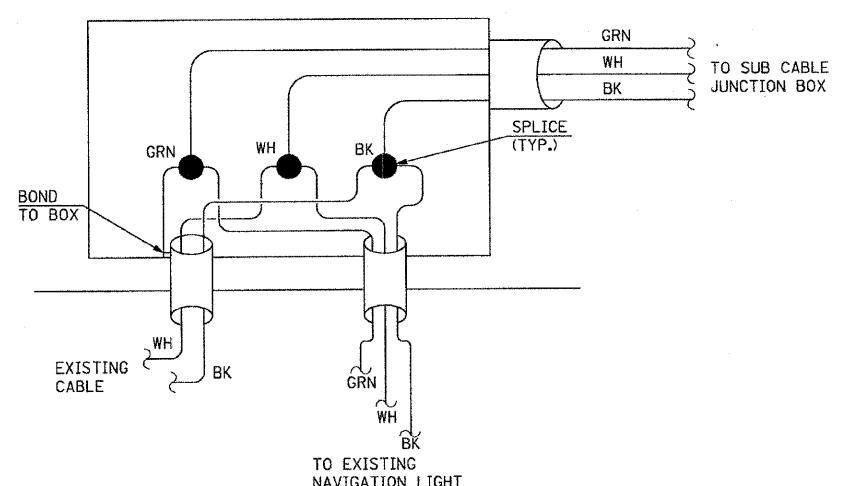 GRN
WH
BK
TO SUB CABLE
JUNCTION BOX
SPLICE
(TYP.)
GRN
WH
BK
BOND
TO BOX
WH
BK
EXISTING
CABLE
GRN
WH
BK
TO EXISTING
NAVIGATION LIGHT